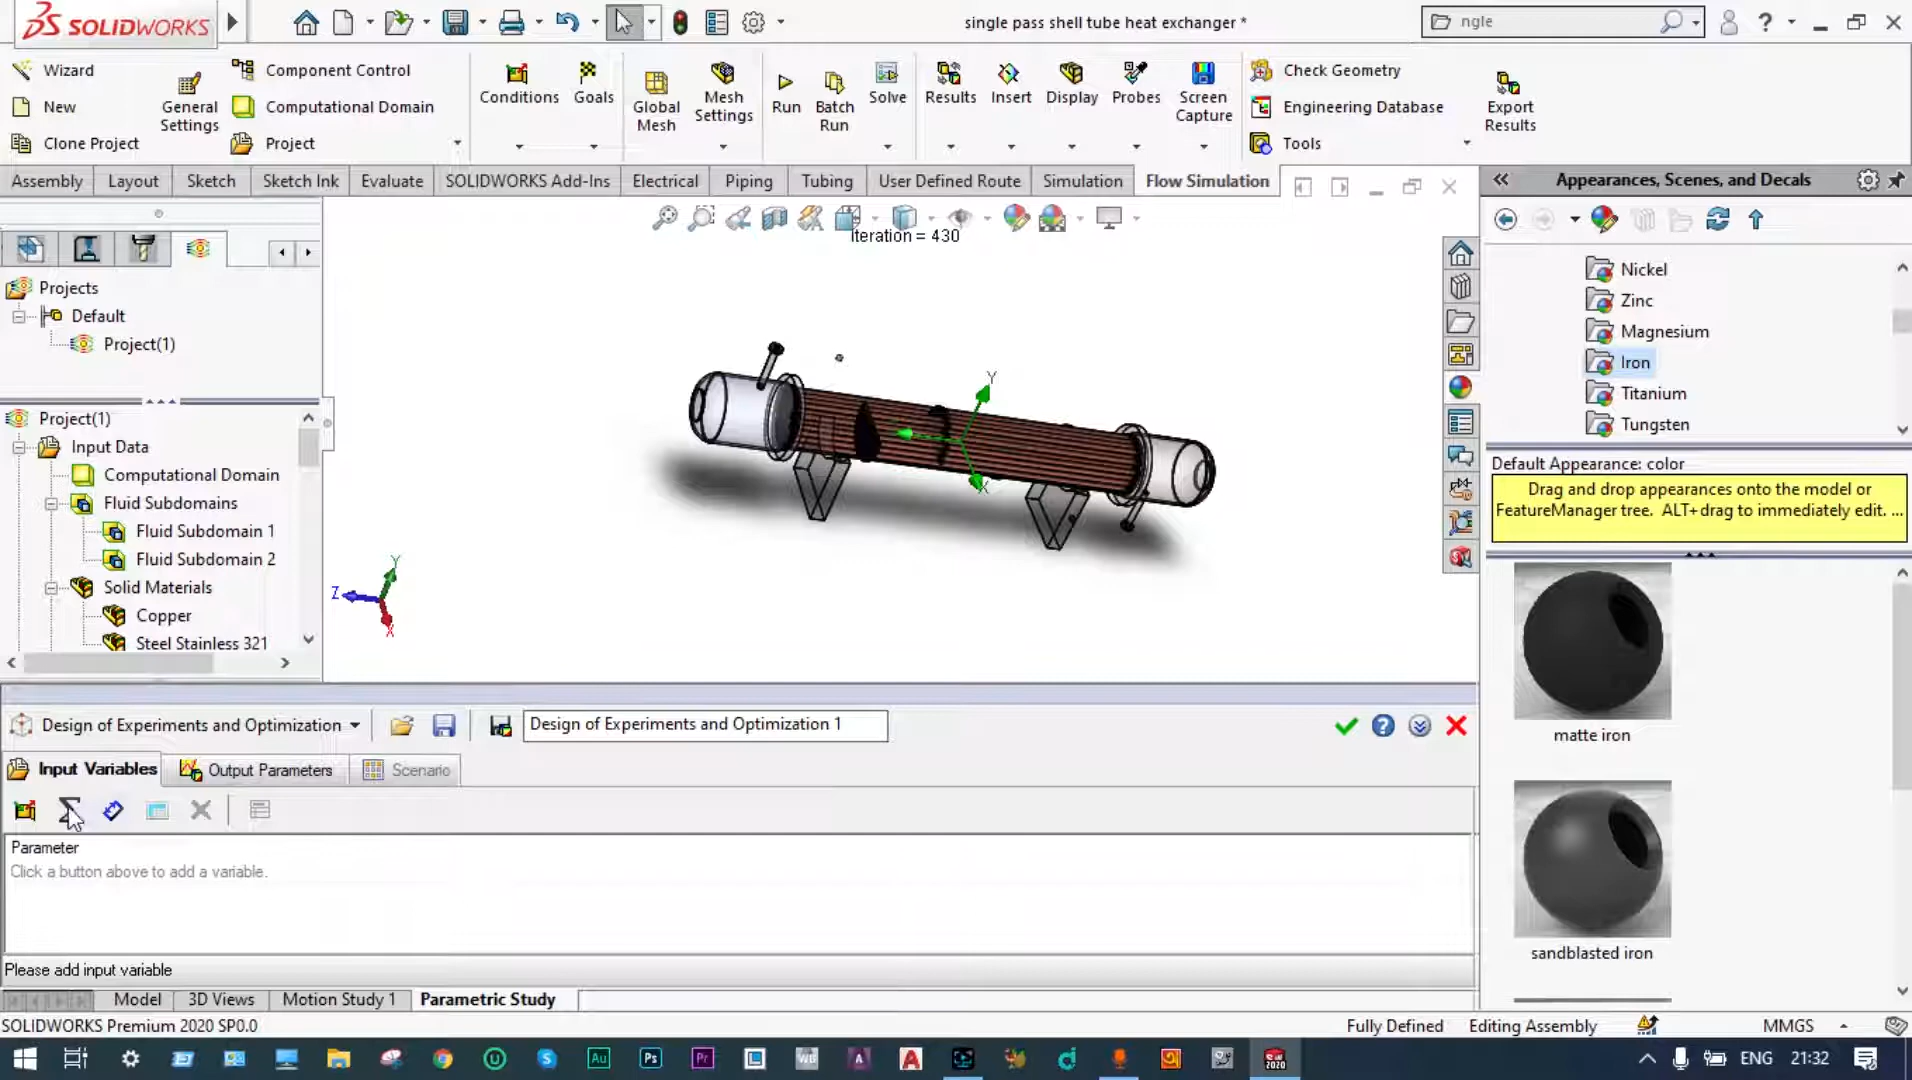 SOLIDWORKS
single pass shell tube heat exchanger *
ngle
Wizard
New
Clone Project
General
Settings
Component Control
Computational Domain
Project
Conditions
Goals
Global
Mesh
Mesh
Settings
Run
Batch
Run
Solve
Results
Insert
Display
Probes
Screen
Capture
Check Geometry
Engineering Database
Tools
Export
Results
Assembly
Layout
Sketch
Sketch Ink
Evaluate
SOLIDWORKS Add-Ins
Electrical
Piping
Tubing
User Defined Route
Simulation
Flow Simulation
Appearances, Scenes, and Decals
Iteration = 430
Projects
Default
Project(1)
Project(1)
Input Data
Computational Domain
Fluid Subdomains
Fluid Subdomain 1
Fluid Subdomain 2
Solid Materials
Copper
Steel Stainless 321
Y
X
Y
Z
X
Nickel
Zinc
Magnesium
Iron
Titanium
Tungsten
Default Appearance: color
Drag and drop appearances onto the model or
FeatureManager tree. ALT+drag to immediately edit. ...
matte iron
sandblasted iron
Design of Experiments and Optimization
Design of Experiments and Optimization 1
Input Variables
Output Parameters
Scenario
Parameter
Click a button above to add a variable.
Please add input variable
Model
3D Views
Motion Study 1
Parametric Study
SOLIDWORKS Premium 2020 SP0.0
Fully Defined
Editing Assembly
MMGS
Au
Ps
Pr
ENG
21:32